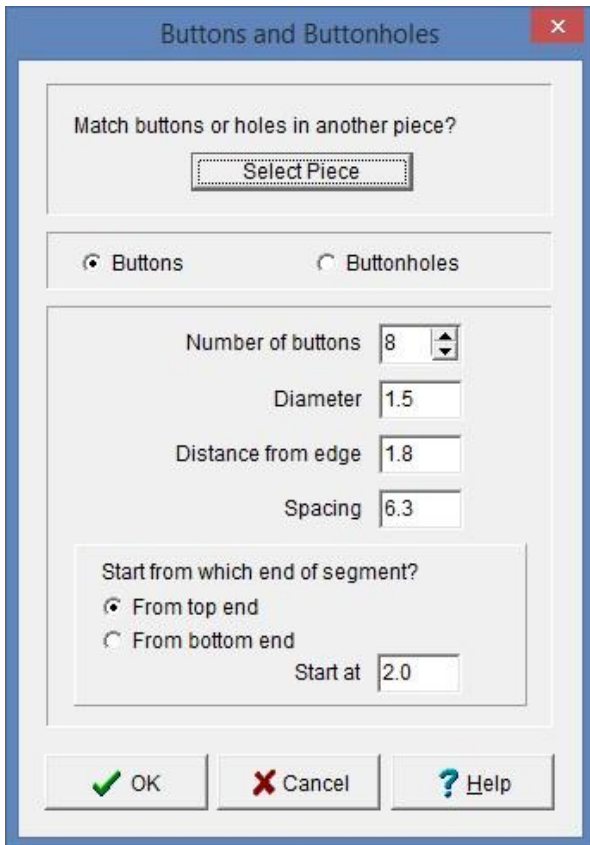 Buttons and Buttonholes
Match buttons or holes in another piece?
Select Piece
Buttons Buttonholes
Number of buttons 8
Diameter 1.5
Distance from edge 1.8
Spacing 6.3
Start from which end of segment?
From top end
From bottom end
Start at 2.0
OK Cancel ? Help